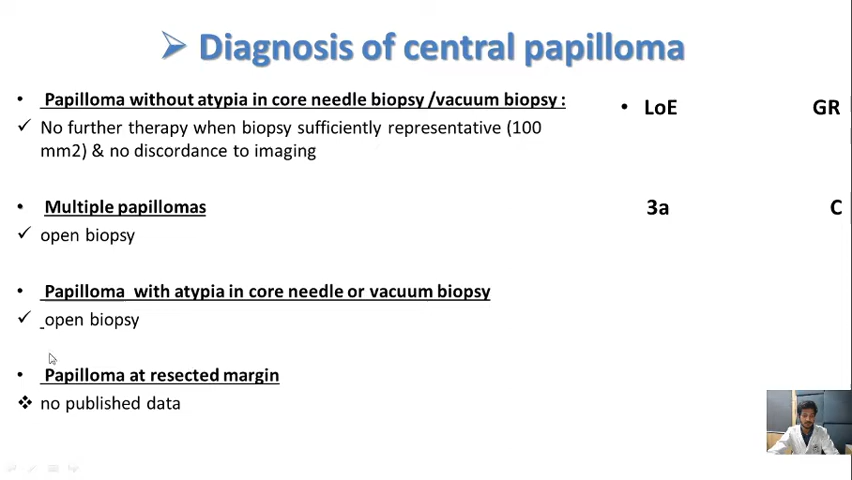 Diagnosis of central papilloma
Papilloma without atypia in core needle biopsy /vacuum biopsy :
LoE GR
No further therapy when biopsy sufficiently representative (100
mm2) & no discordance to imaging
Multiple papillomas
3a C
open biopsy
Papilloma with atypia in core needle or vacuum biopsy
open biopsy
Papilloma at resected margin
no published data